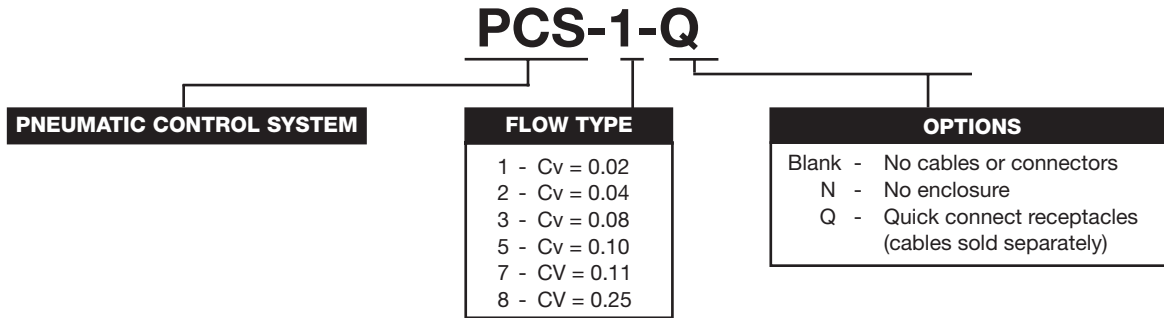 PCS-1-Q
PNEUMATIC CONTROL SYSTEM
FLOW TYPE
1 - Cv = 0.02
2 - Cv = 0.04
3 - Cv = 0.08
5 - Cv = 0.10
7 - CV = 0.11
8 - CV = 0.25
OPTIONS
Blank - No cables or connectors
N - No enclosure
Q - Quick connect receptacles
(cables sold separately)